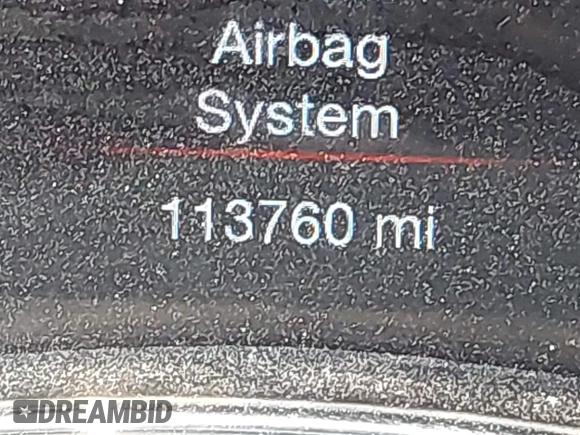 Airbag
System
113760 mi
DREAMBID